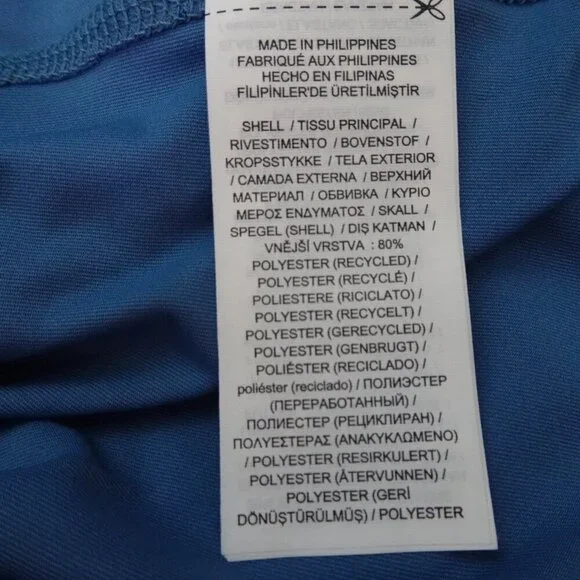 MADE IN PHILIPPINES
FABRIQUÉ AUX PHILIPPINES
HECHO EN FILIPINAS
FİLİPİNLER'DE ÜRETİLMİŞTİR
SHELL / TISSU PRINCIPAL /
RIVESTIMENTO / BOVENSTOF /
KROPSSTYKKE / TELA EXTERIOR
/ CAMADA EXTERNA / ВЕРХНИЙ
МАТЕРИАЛ / ОБВИВКА / ΚΥΡΙΟ
ΜΕΡΟΣ ΕΝΔΥΜΑΤΟΣ / SKALL /
SPEGEL (SHELL) / DIŞ KATMAN /
VNĚJŠÍ VRSTVA : 80%
POLYESTER (RECYCLED) /
POLYESTER (RECYCLÉ) /
POLIESTERE (RICICLATO) /
POLYESTER (RECYCELT) /
POLYESTER (GERECYCLED) /
POLYESTER (GENBRUGT) /
POLIÉSTER (RECICLADO) /
poliéster (reciclado) / ПОЛИЭСТЕР
(ПЕРЕРАБОТАННЫЙ) /
ПОЛИЕСТЕР (РЕЦИКЛИРАН) /
ΠΟΛΥΕΣΤΕΡΑΣ (ΑΝΑΚΥΚΛΩΜΕΝΟ)
/ POLYESTER (RESIRKULERT) /
POLYESTER (ÅTERVUNNEN) /
POLYESTER (GERİ
DÖNÜŞTÜRÜLMÜŞ) / POLYESTER